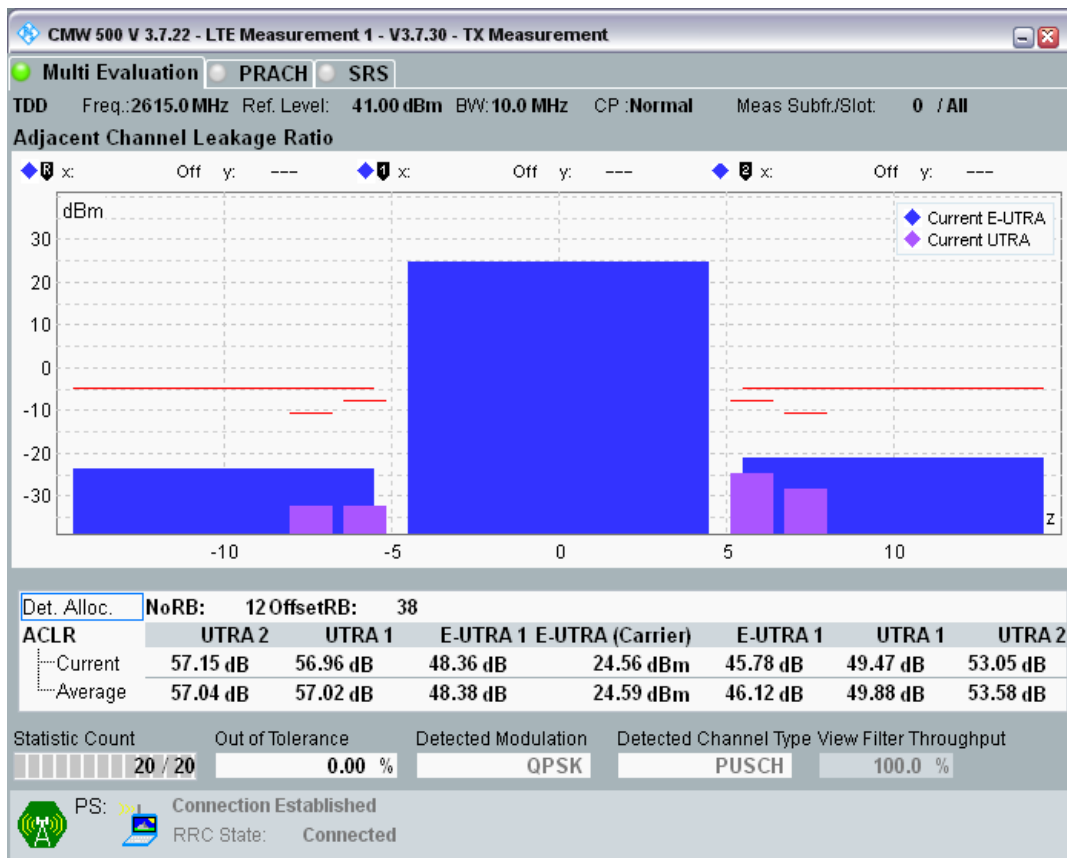 CMW 500 V 3.7.22 - LTE Measurement 1 - V3.7.30 - TX Measurement
Multi Evaluation PRACH SRS
TDD Freq.:2615.0 MHz Ref. Level: 41.00 dBm BW:10.0 MHz CP :Normal Meas Subfr./Slot: 0 / All
Adjacent Channel Leakage Ratio
R x: Off y: --- 1 x: Off y: --- 2 x: Off y: ---
dBm
Current E-UTRA
Current UTRA
30
20
10
0
-10
-20
-30
z
-10 -5 0 5 10
Det. Alloc. NoRB: 12 OffsetRB: 38
ACLR UTRA 2 UTRA 1 E-UTRA 1 E-UTRA (Carrier) E-UTRA 1 UTRA 1 UTRA 2
Current 57.15 dB 56.96 dB 48.36 dB 24.56 dBm 45.78 dB 49.47 dB 53.05 dB
Average 57.04 dB 57.02 dB 48.38 dB 24.59 dBm 46.12 dB 49.88 dB 53.58 dB
Statistic Count Out of Tolerance Detected Modulation Detected Channel Type View Filter Throughput
20 / 20 0.00 % QPSK PUSCH 100.0 %
PS: Connection Established
RRC State: Connected